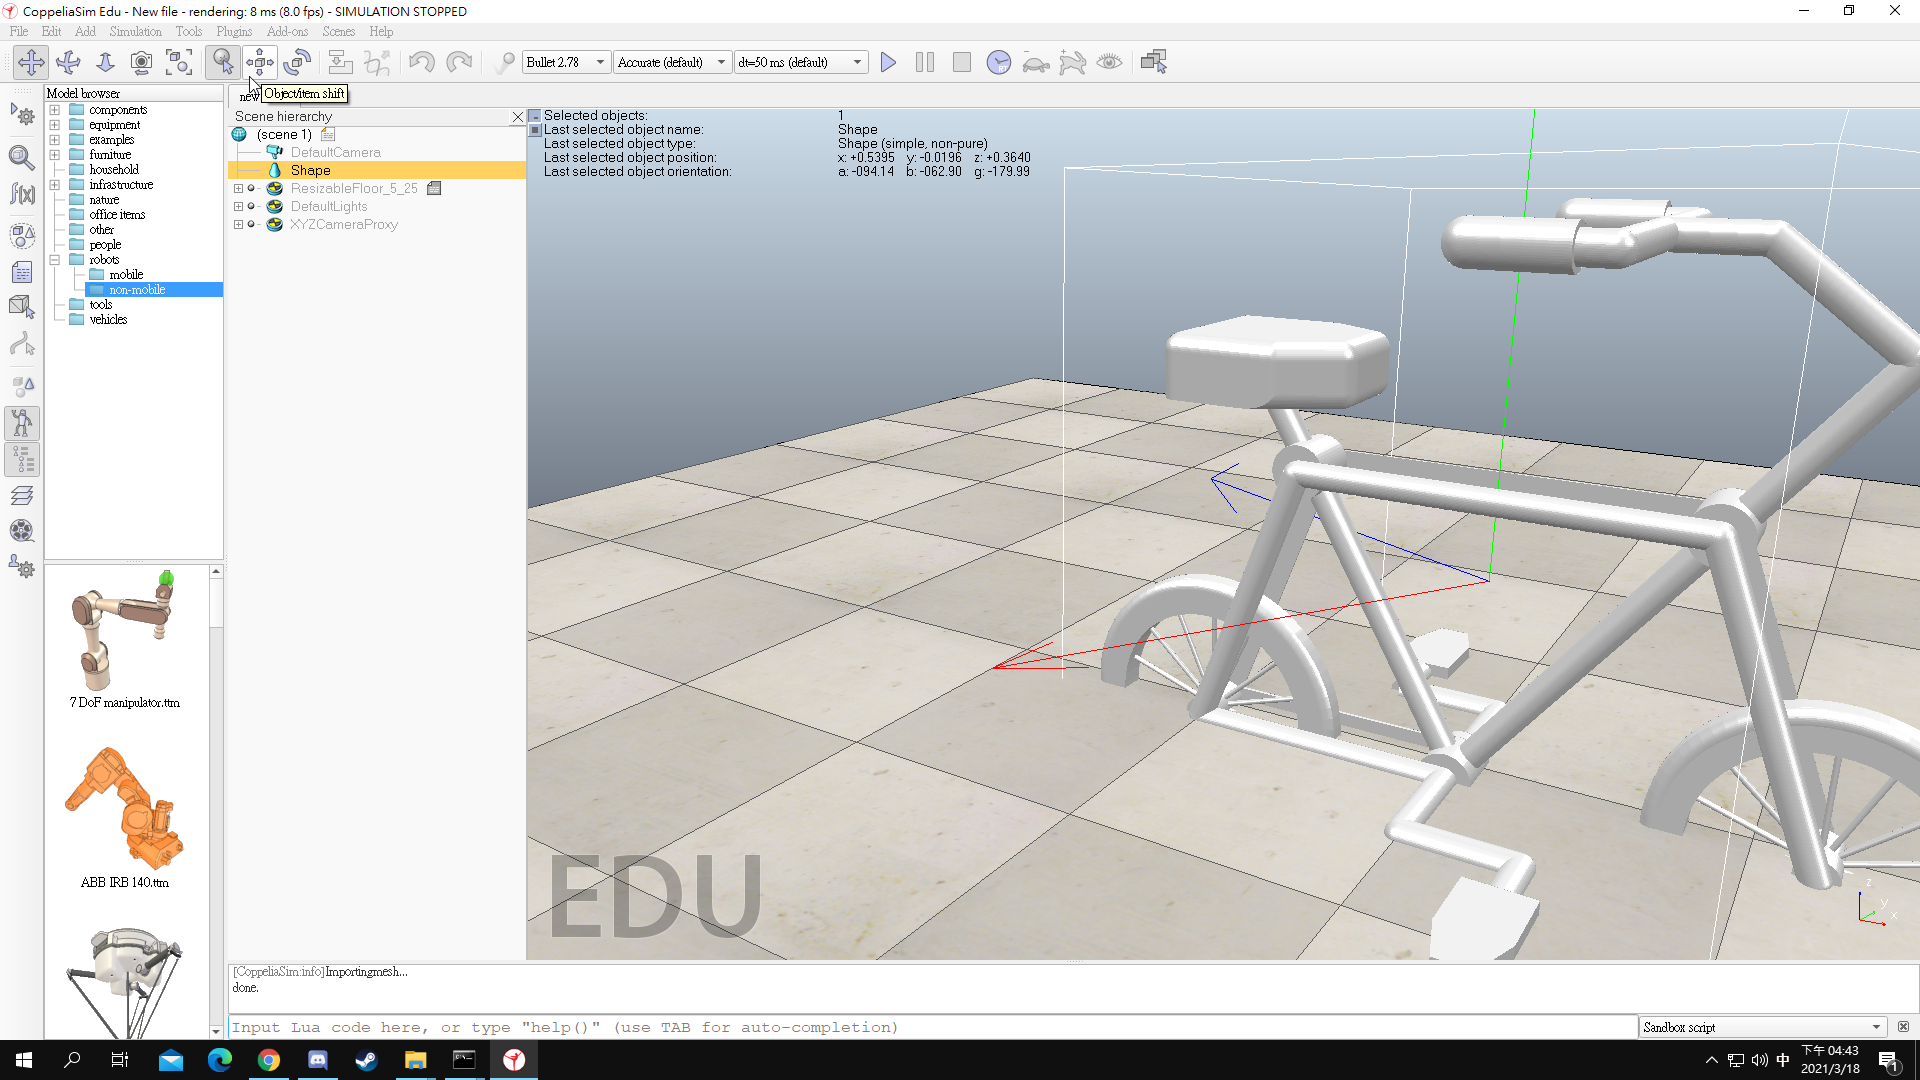 CoppeliaSim Edu - New file - rendering: 8 ms (8.0 fps) - SIMULATION STOPPED
File Edit Add Simulation Tools Plugins Add-ons Scenes Help
Bullet 2.78 Accurate (default) dt=50 ms (default)
Object/item shift
Model browser
components
equipment
examples
furniture
household
infrastructure
nature
office items
other
people
robots
mobile
non-mobile
tools
vehicles
7 DoF manipulator.ttm
ABB IRB 140.ttm
new
Scene hierarchy
(scene 1)
DefaultCamera
Shape
ResizableFloor_5_25
DefaultLights
XYZCameraProxy
Selected objects: 1
Last selected object name: Shape
Last selected object type: Shape (simple, non-pure)
Last selected object position: x: +0.5395 y: -0.0196 z: +0.3640
Last selected object orientation: a: -094.14 b: -062.90 g: -179.99
EDU
z
y
x
[CoppeliaSim:info]Importingmesh...
done.
Input Lua code here, or type "help()" (use TAB for auto-completion)
Sandbox script
中
下午 04:43
2021/3/18
1